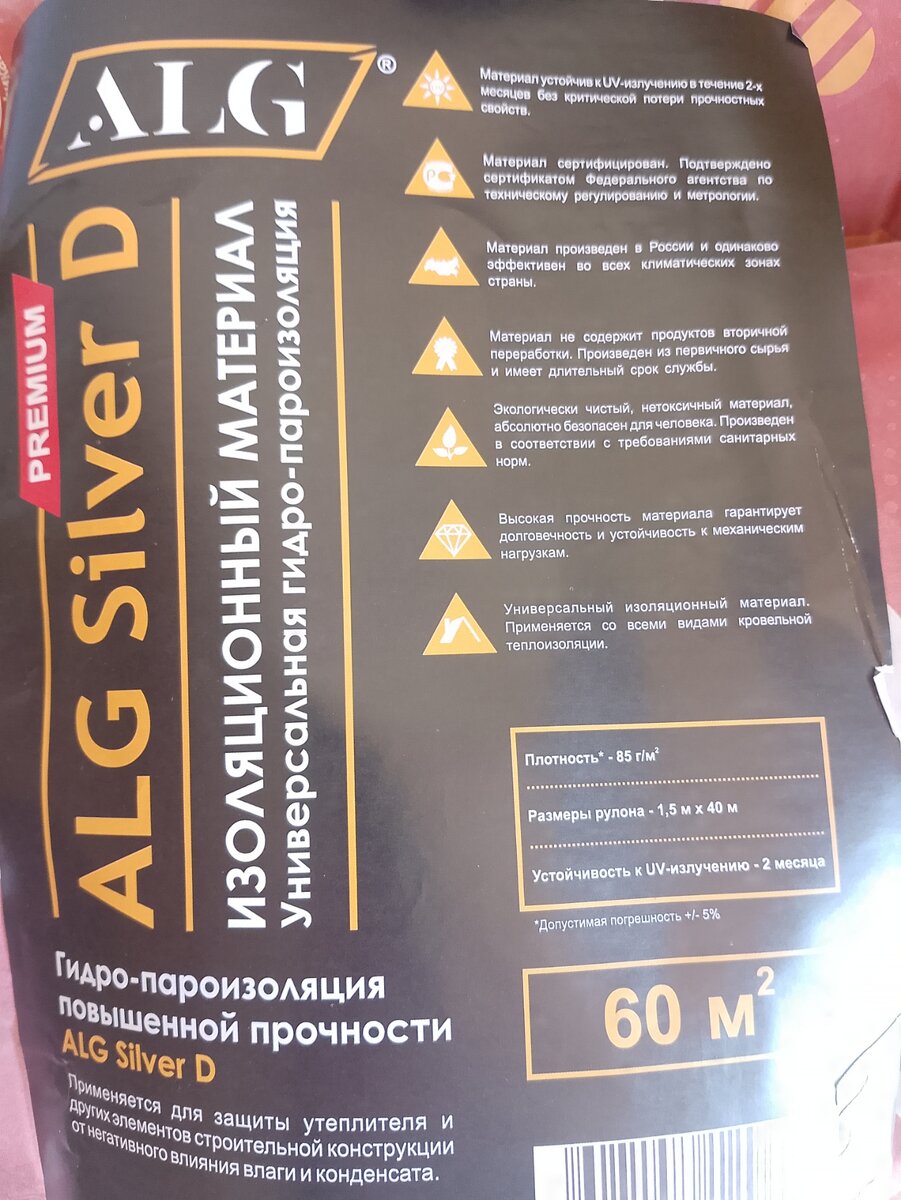 ALG®
PREMIUM
ALG Silver D
ИЗОЛЯЦИОННЫЙ МАТЕРИАЛ
Универсальная гидро-пароизоляция
Материал устойчив к UV-излучению в течение 2-х
месяцев без критической потери прочностных
свойств.
Материал сертифицирован. Подтверждено
сертификатом Федерального агентства по
техническому регулированию и метрологии.
Материал произведен в России и одинаково
эффективен во всех климатических зонах
страны.
Материал не содержит продуктов вторичной
переработки. Произведен из первичного сырья
и имеет длительный срок службы.
Экологически чистый, нетоксичный материал,
абсолютно безопасен для человека. Произведен
в соответствии с требованиями санитарных
норм.
Высокая прочность материала гарантирует
долговечность и устойчивость к механическим
нагрузкам.
Универсальный изоляционный материал.
Применяется со всеми видами кровельной
теплоизоляции.
Плотность* - 85 г/м²
Размеры рулона - 1,5 м х 40 м
Устойчивость к UV-излучению - 2 месяца
*Допустимая погрешность +/- 5%
60 м²
Гидро-пароизоляция
повышенной прочности
ALG Silver D
Применяется для защиты утеплителя и
других элементов строительной конструкции
от негативного влияния влаги и конденсата.